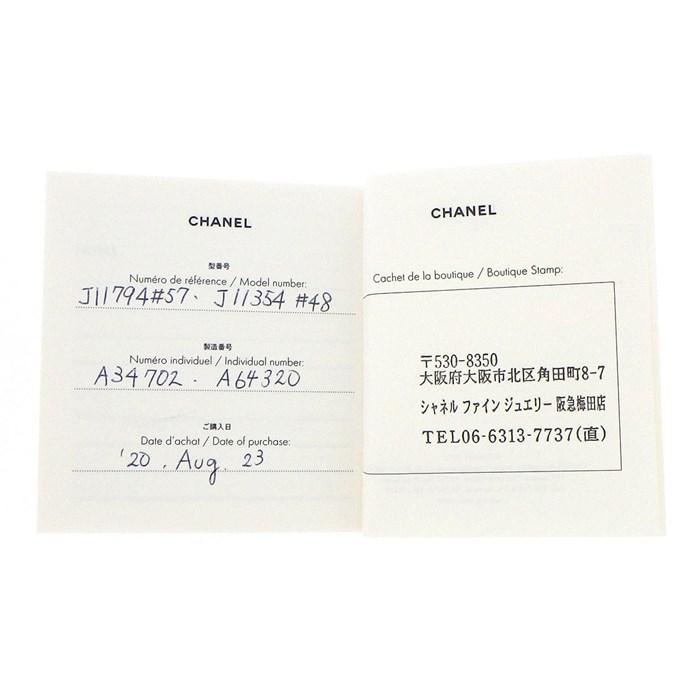 CHANEL
型番号
Numéro de référence / Model number:
J11794#57. J11354 #48
製造番号
Numéro individuel / Individual number:
A34702. A64320
ご購入日
Date d'achat / Date of purchase:
'20. Aug. 23
CHANEL
Cachet de la boutique / Boutique Stamp:
〒530-8350
大阪府大阪市北区角田町8-7
シャネル ファイン ジュエリー 阪急梅田店
TEL06-6313-7737(直)